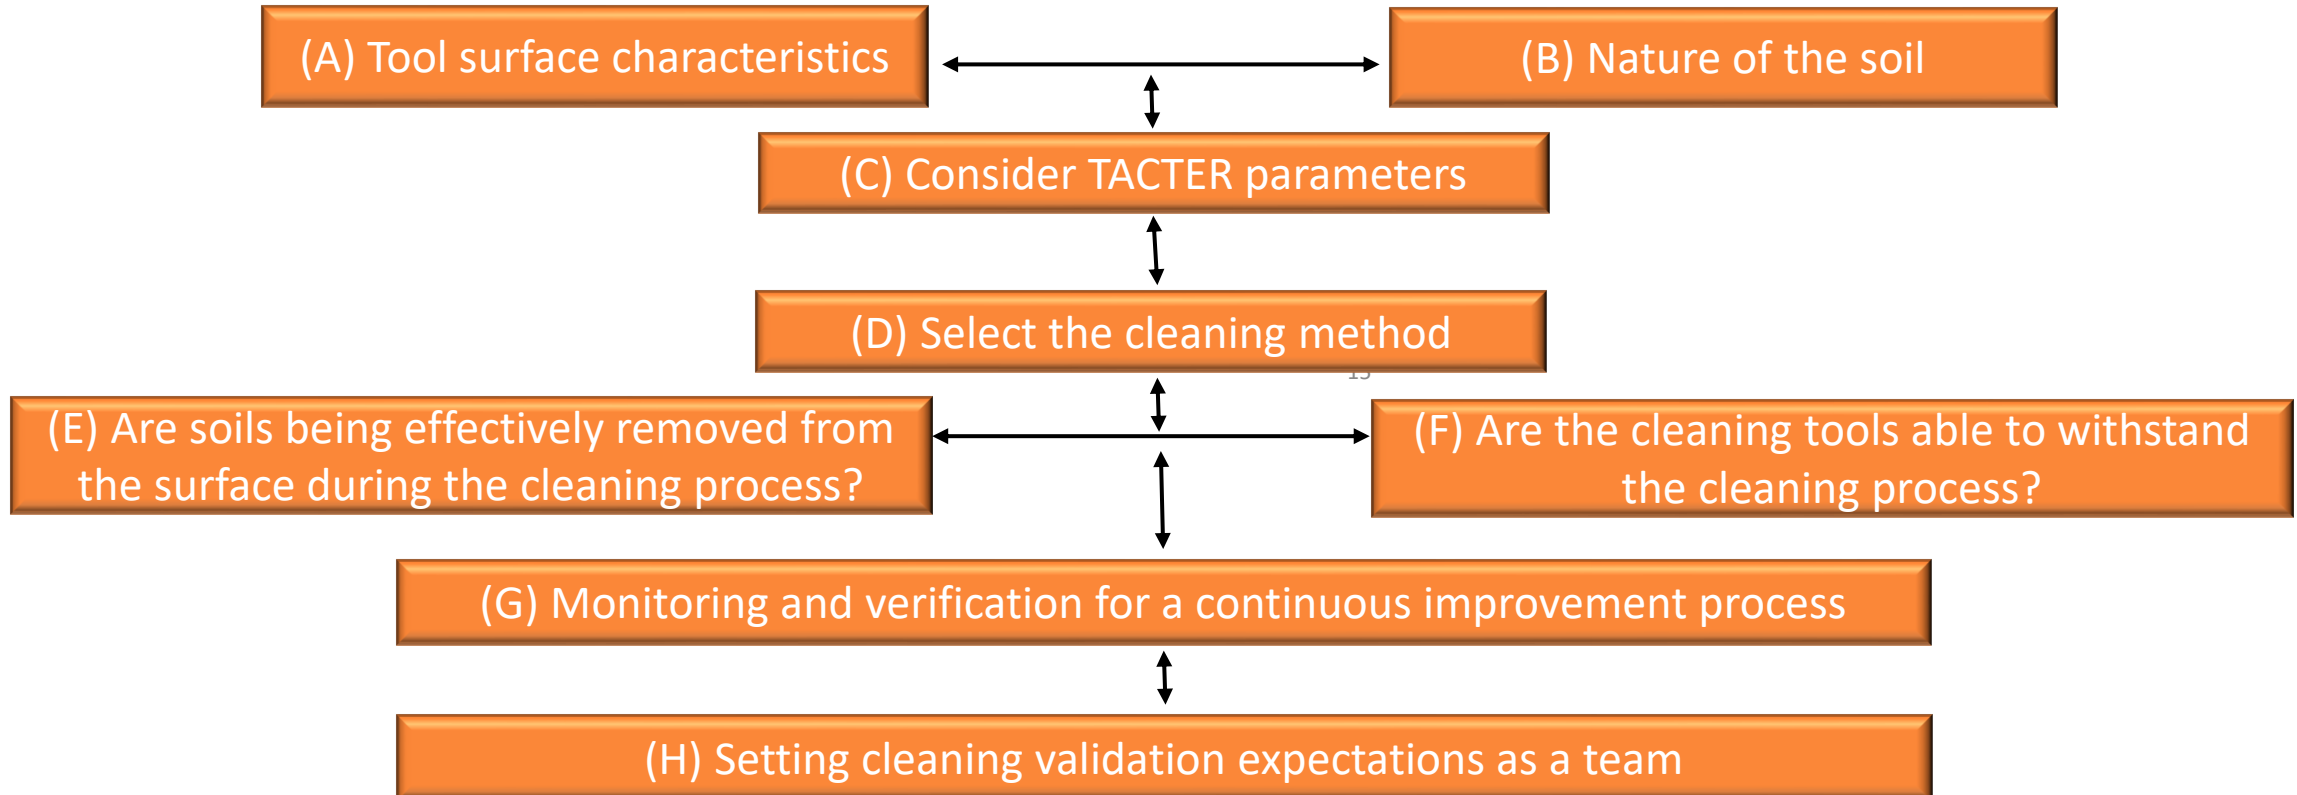 (A) Tool surface characteristics
(B) Nature of the soil
(C) Consider TACTER parameters
(D) Select the cleaning method
(E) Are soils being effectively removed from
the surface during the cleaning process?
(F) Are the cleaning tools able to withstand
the cleaning process?
(G) Monitoring and verification for a continuous improvement process
(H) Setting cleaning validation expectations as a team